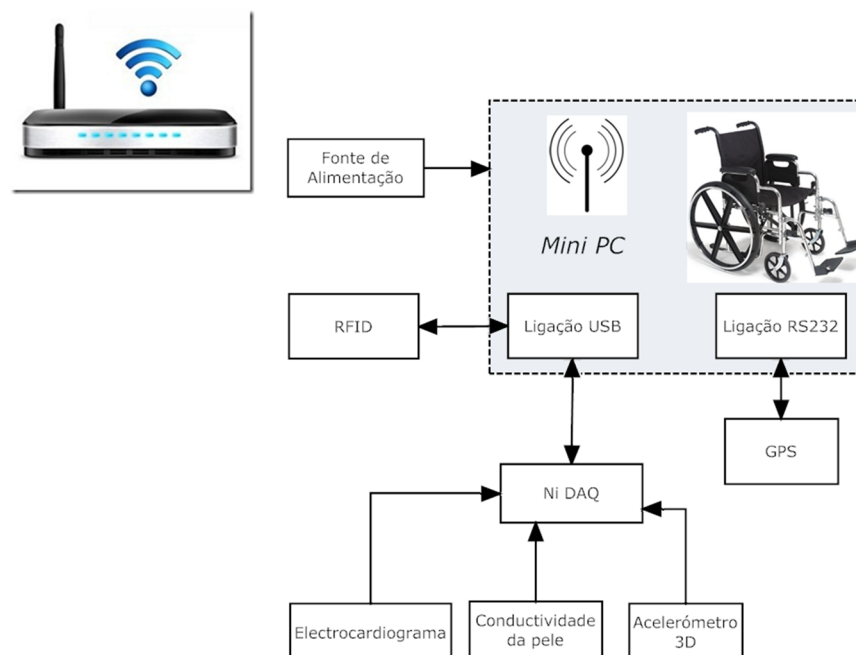 Fonte de
Alimentação
Mini PC
RFID
Ligação USB
Ligação RS232
GPS
Ni DAQ
Electrocardiograma
Conductividade
da pele
Acelerómetro
3D